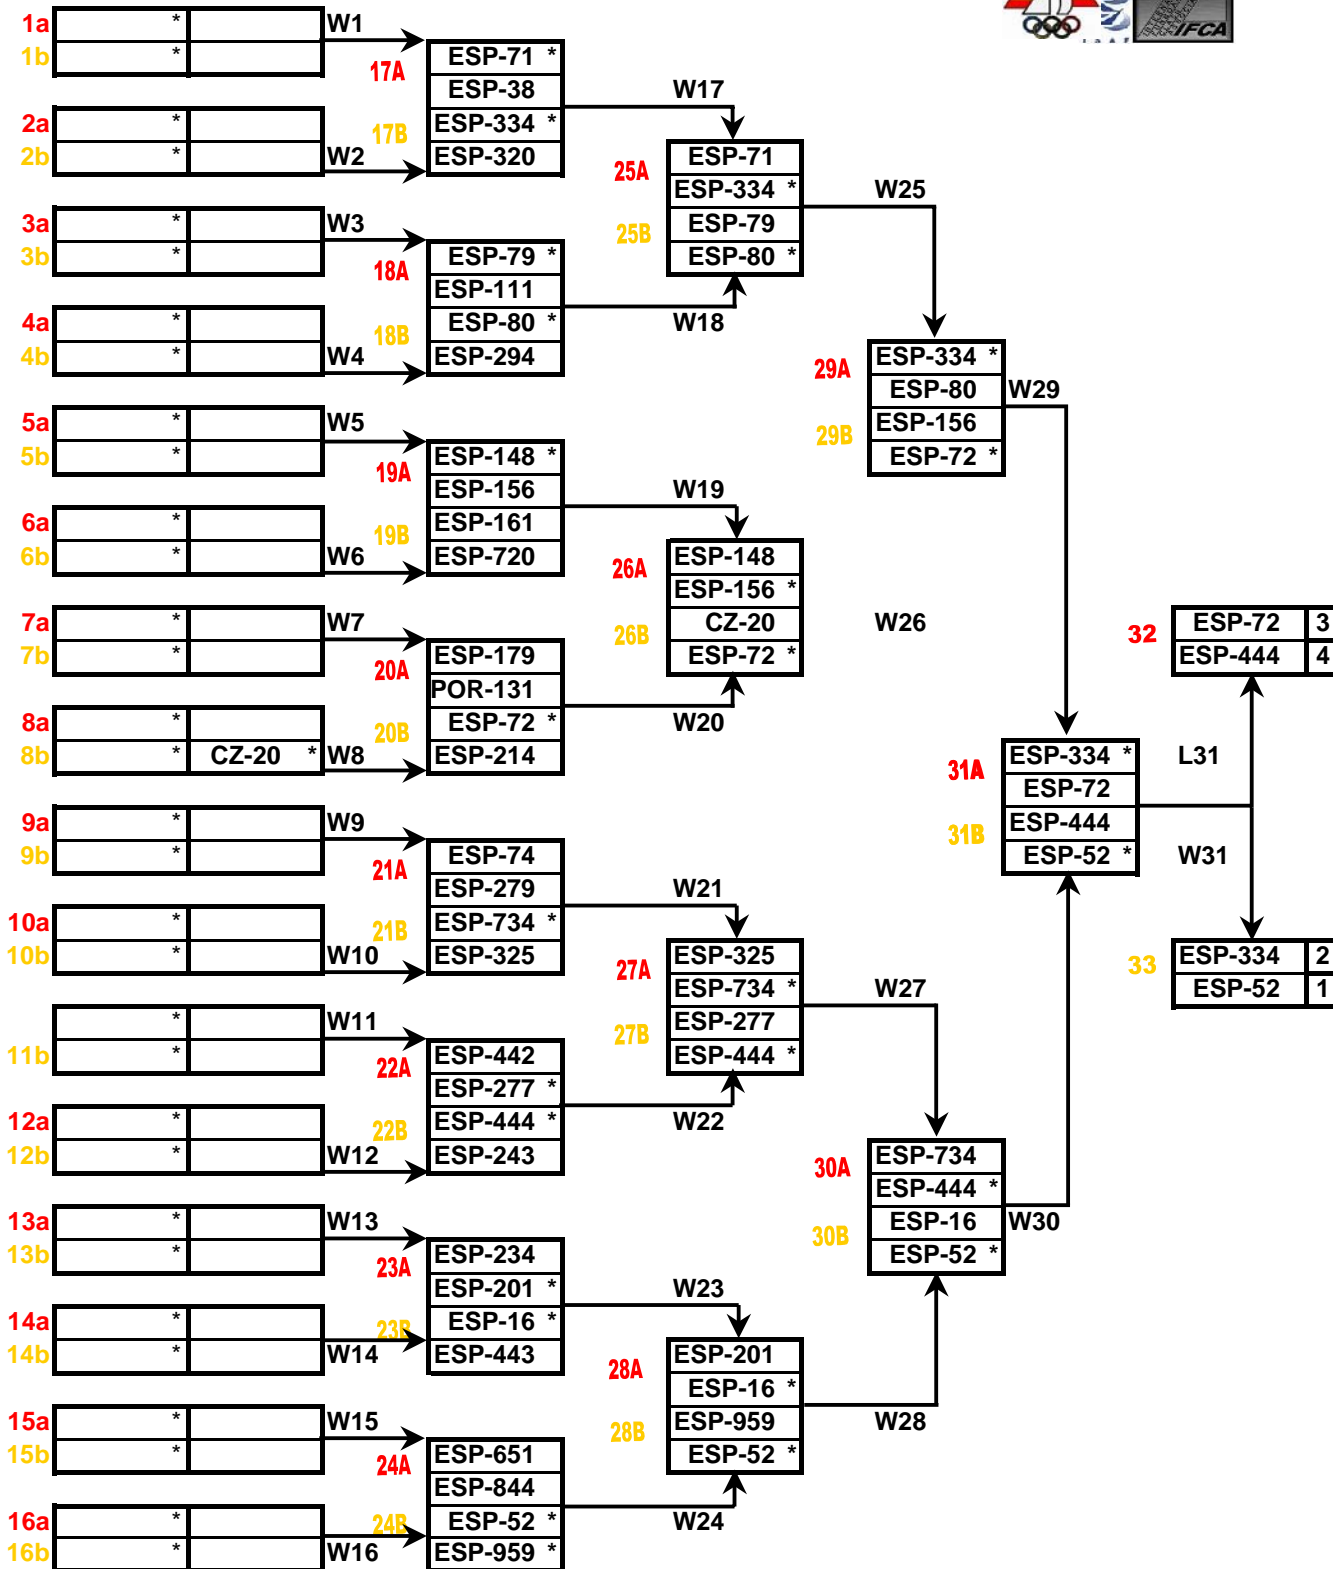 IFCA
1a * W1
1b *
17A
ESP-71 *
ESP-38
17B
ESP-334 *
ESP-320
2a *
2b * W2
W17
3a * W3
3b *
18A
ESP-79 *
ESP-111
18B
ESP-80 *
ESP-294
4a *
4b * W4
W18
25A
ESP-71
ESP-334 *
25B
ESP-79
ESP-80 *
W25
5a * W5
5b *
19A
ESP-148 *
ESP-156
19B
ESP-161
ESP-720
6a *
6b * W6
W19
7a * W7
7b *
20A
ESP-179
POR-131
20B
ESP-72 *
ESP-214
8a *
8b * CZ-20 * W8
W20
26A
ESP-148
ESP-156 *
26B
CZ-20
ESP-72 *
W26
29A
ESP-334 *
ESP-80
29B
ESP-156
ESP-72 *
W29
9a * W9
9b *
21A
ESP-74
ESP-279
21B
ESP-734 *
ESP-325
10a *
10b * W10
W21
* W11
11b *
22A
ESP-442
ESP-277 *
22B
ESP-444 *
ESP-243
12a *
12b * W12
W22
27A
ESP-325
ESP-734 *
27B
ESP-277
ESP-444 *
W27
13a * W13
13b *
23A
ESP-234
ESP-201 *
23B
ESP-16 *
ESP-443
14a *
14b * W14
W23
15a * W15
15b *
24A
ESP-651
ESP-844
24B
ESP-52 *
ESP-959 *
16a *
16b * W16
W24
28A
ESP-201
ESP-16 *
28B
ESP-959
ESP-52 *
W28
30A
ESP-734
ESP-444 *
30B
ESP-16
ESP-52 *
W30
31A
ESP-334 *
ESP-72
31B
ESP-444
ESP-52 *
L31
W31
32
ESP-72 3
ESP-444 4
33
ESP-334 2
ESP-52 1